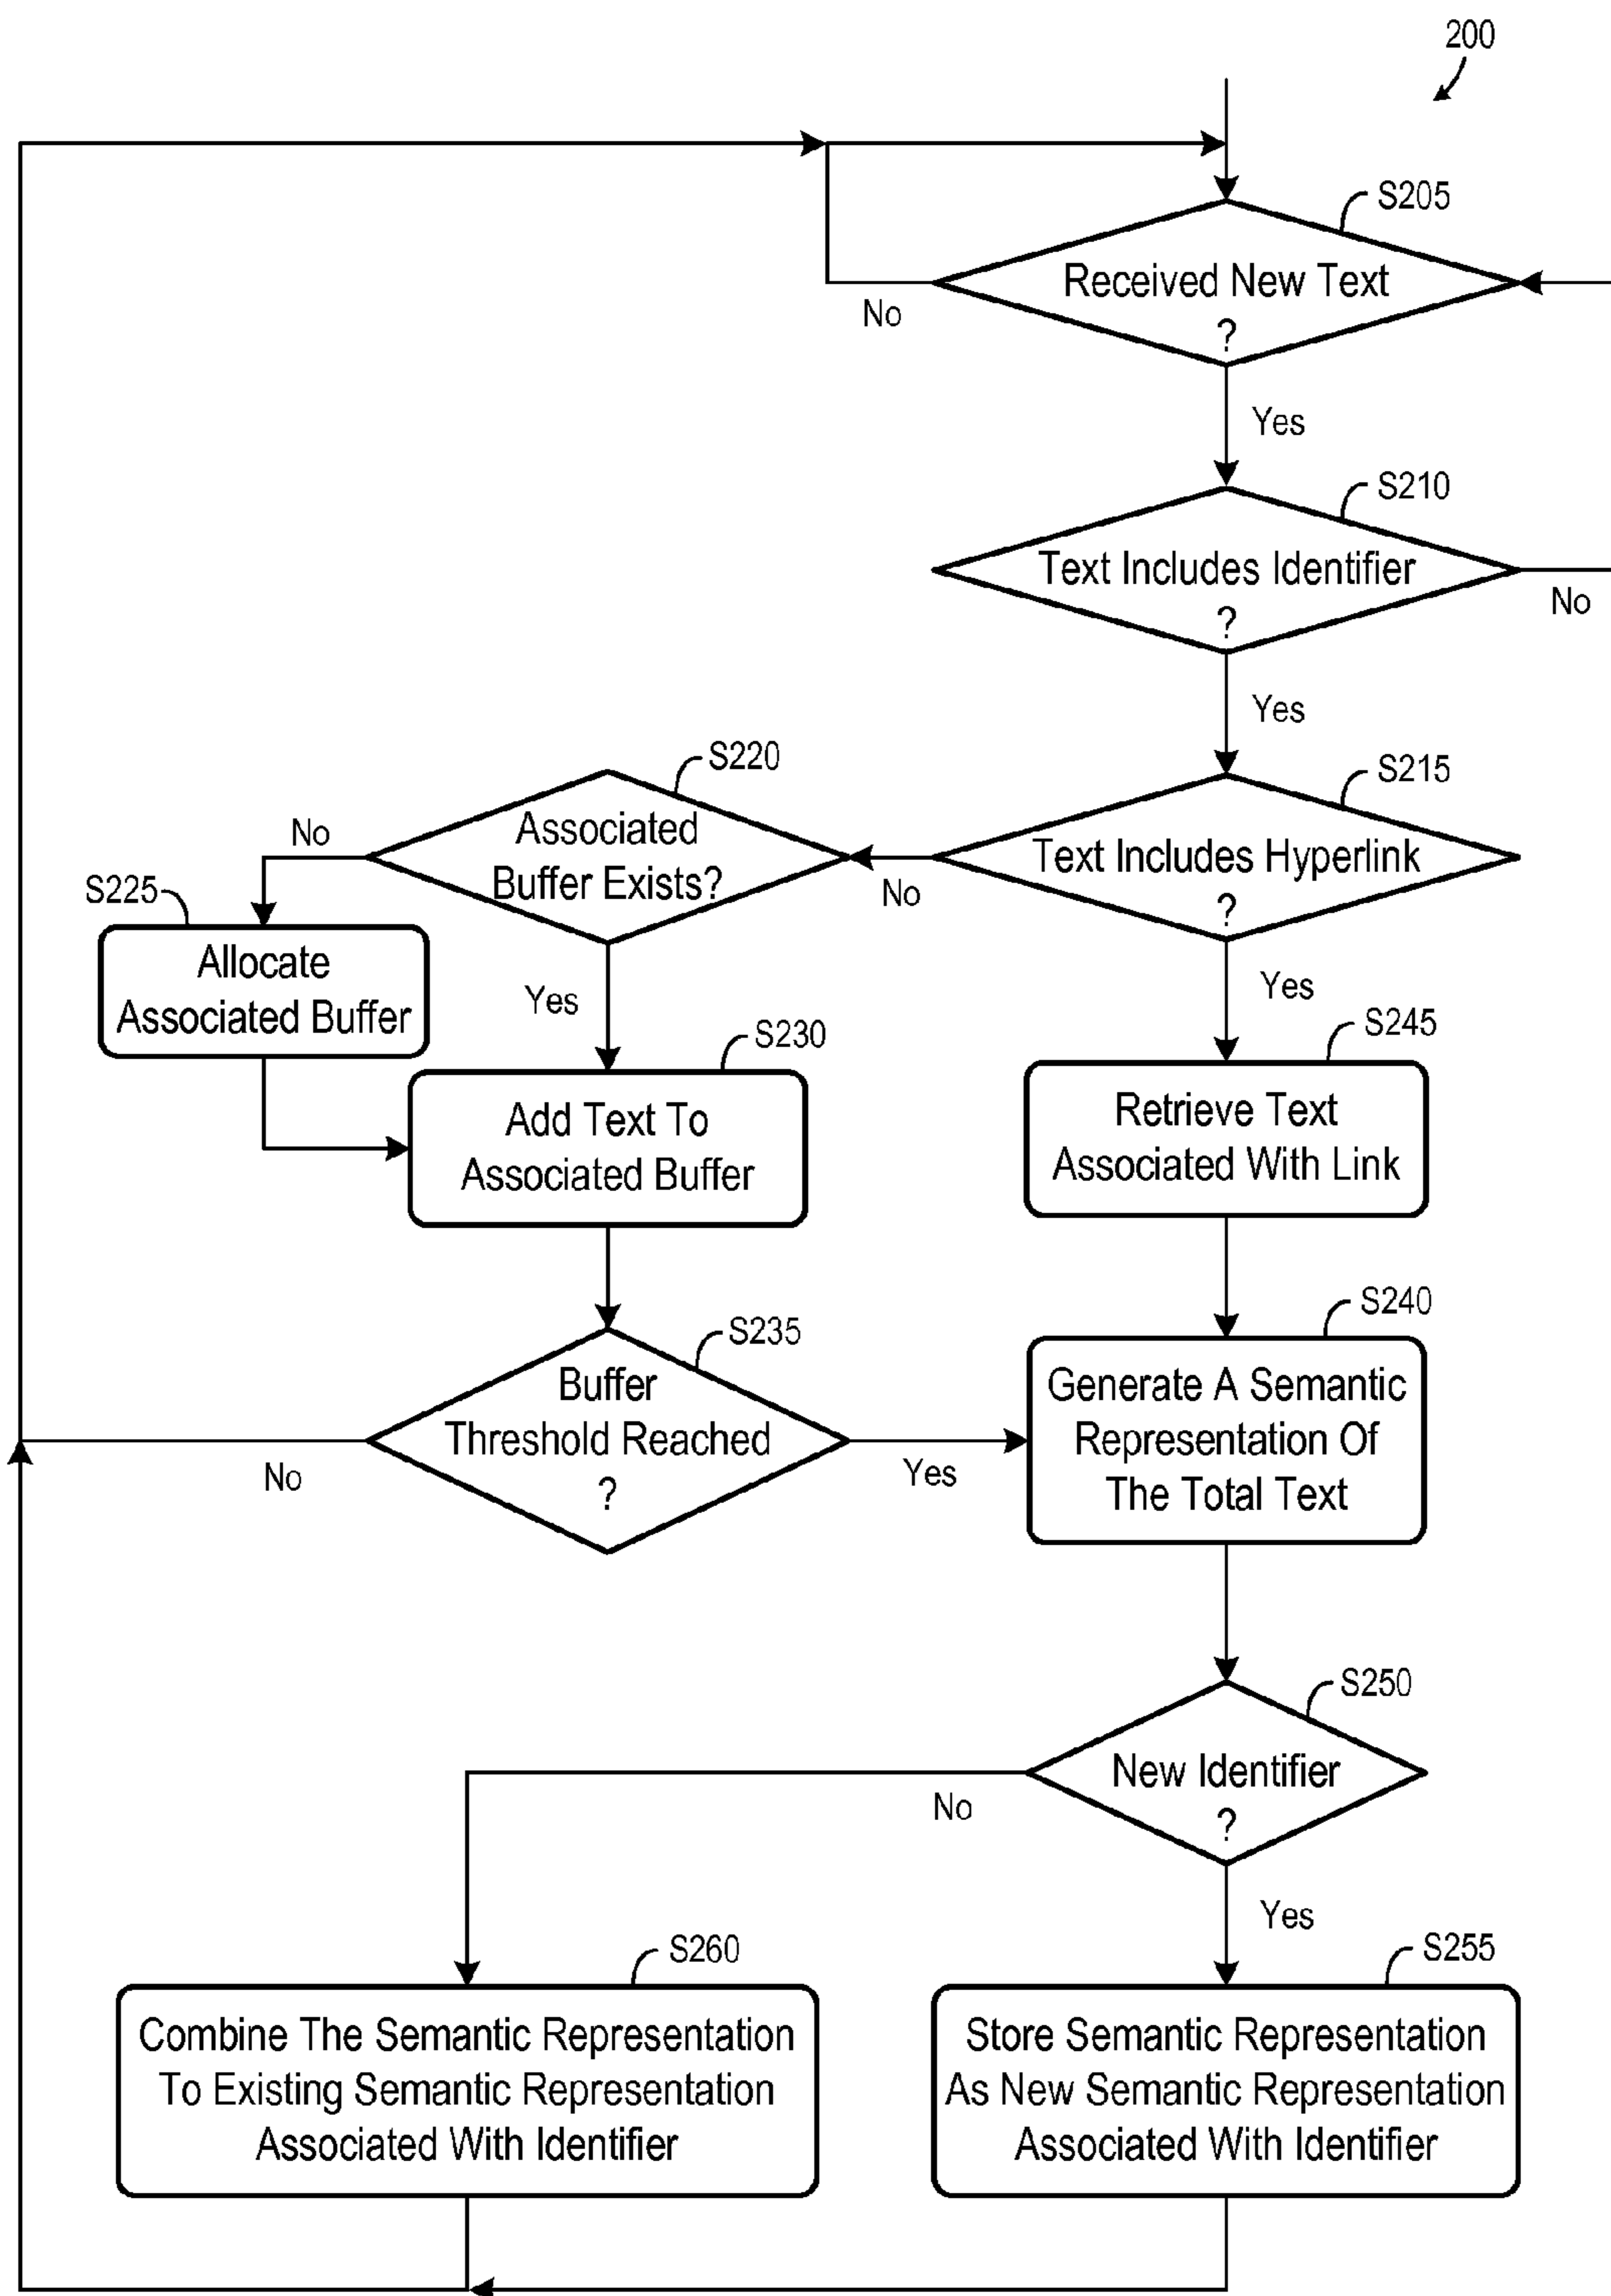 200
S205
Received New Text
?
No
Yes
S210
Text Includes Identifier
?
No
Yes
S215
Text Includes Hyperlink
?
No
Yes
S220
Associated
Buffer Exists?
No
Yes
S225
Allocate
Associated Buffer
S230
Add Text To
Associated Buffer
S245
Retrieve Text
Associated With Link
S235
Buffer
Threshold Reached
?
No
Yes
S240
Generate A Semantic
Representation Of
The Total Text
S250
New Identifier
?
No
Yes
S260
Combine The Semantic Representation
To Existing Semantic Representation
Associated With Identifier
S255
Store Semantic Representation
As New Semantic Representation
Associated With Identifier